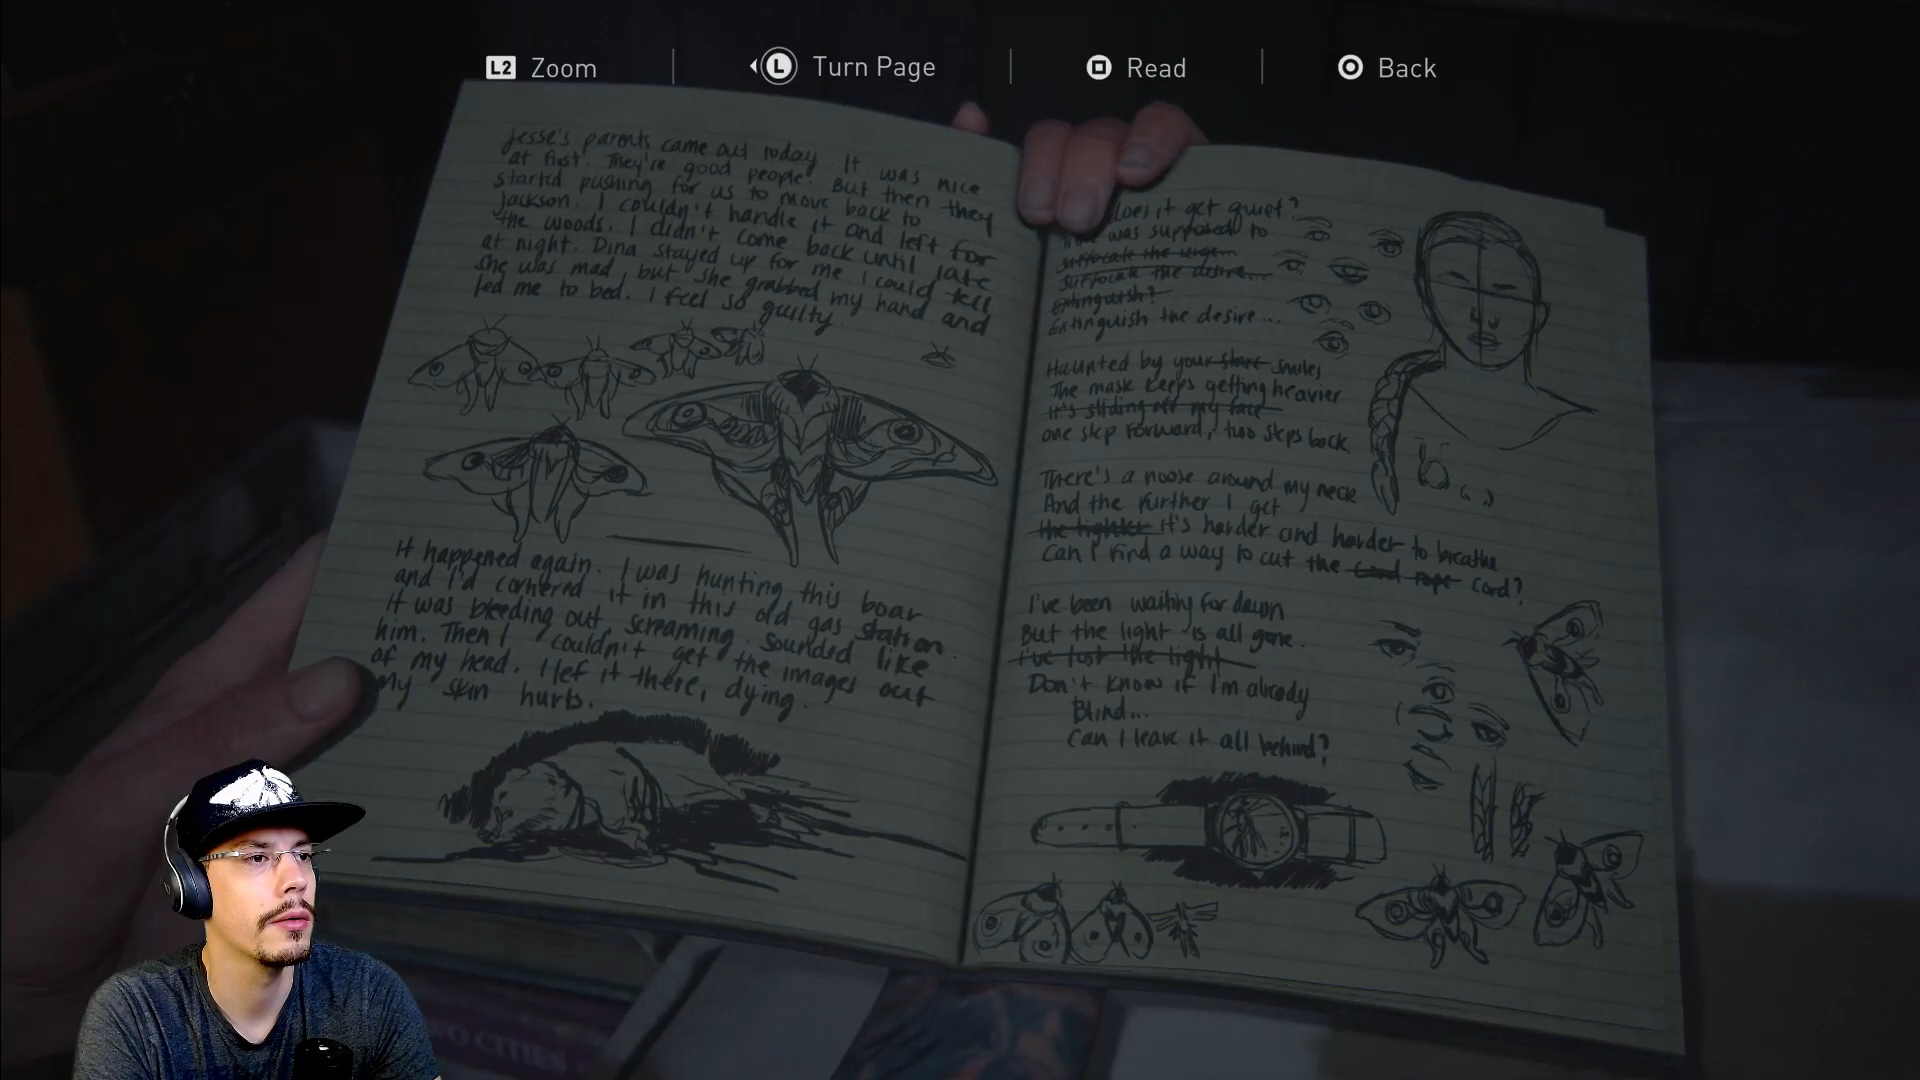 L2 Zoom
L Turn Page
Read
Back
Jesse's parents came out today. It was nice
at first. They're good people. But then they
started pushing for us to move back to
Jackson. I couldn't handle it and left for
the woods. I didn't come back until late
at night. Dina stayed up for me. I could tell
she was mad, but she grabbed my hand and
led me to bed. I feel so guilty.
It happened again. I was hunting this boar
and I'd cornered it in this old gas station.
It was bleeding out, screaming. Sounded like
him. Then I couldn't get the images out
of my head. I lef it there, dying.
My skin hurts.
does it get quiet?
was supposed to
suffocate the urge...
suffocate the desire...
extinguish?
Extinguish the desire...
Haunted by your smiles
The mask keeps getting heavier
It's sliding off my face
one step forward, two steps back
There's a noose around my neck
And the further I get
the tighter it's harder and harder to breathe
Can I find a way to cut the cord rope cord?
I've been waiting for dawn
But the light is all gone.
I've lost the light
Don't know if I'm already
Blind...
Can I leave it all behind?
TWO CITIES